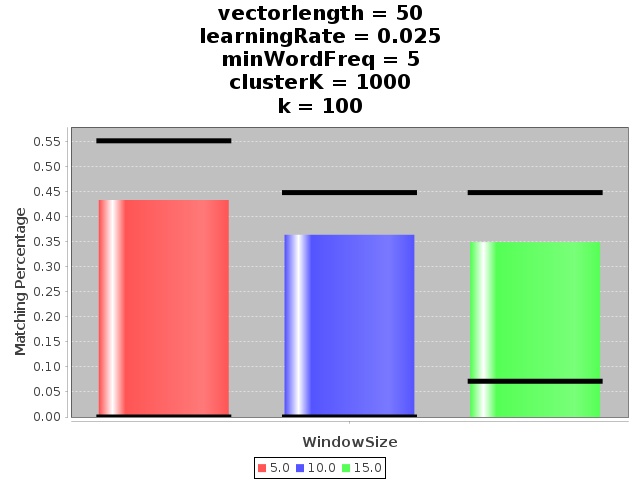 vectorlength = 50
learningRate = 0.025
minWordFreq = 5
clusterK = 1000
k = 100
0.55
0.50
0.45
0.40
0.35
0.30
0.25
0.20
0.15
0.10
0.05
0.00
Matching Percentage
WindowSize
5.0 10.0 15.0